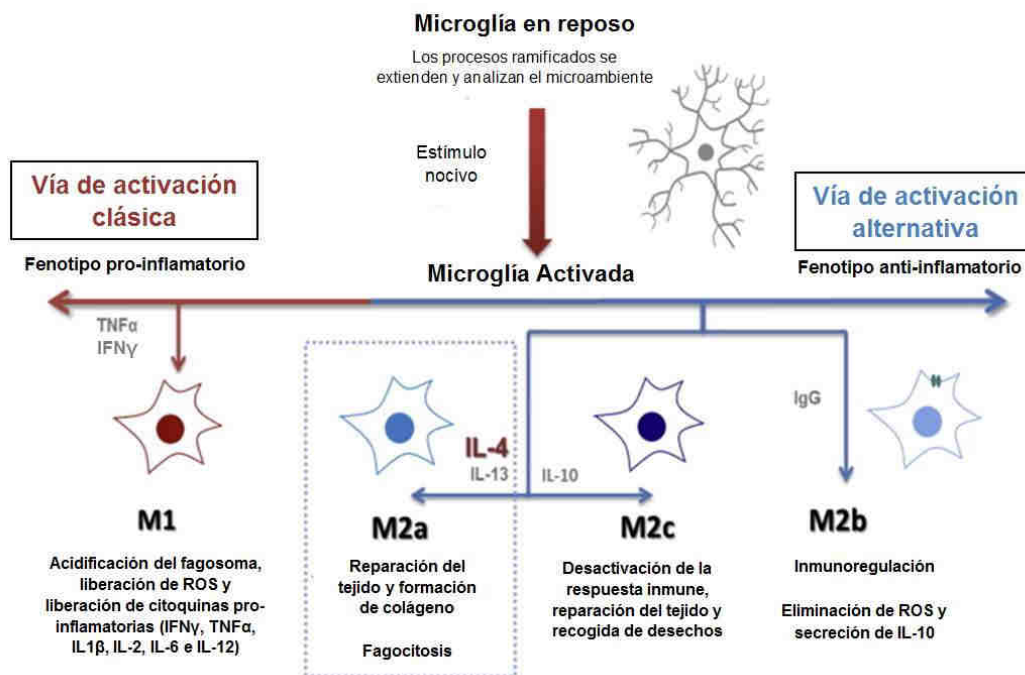 Microglía en reposo
Los procesos ramificados se
extienden y analizan el microambiente
Estímulo
nocivo
Vía de activación
clásica
Fenotipo pro-inflamatorio
Vía de activación
alternativa
Fenotipo anti-inflamatorio
Microglía Activada
TNFα
IFNγ
IL-4
IL-13
IL-10
IgG
M1
Acidificación del fagosoma,
liberación de ROS y
liberación de citoquinas pro-
inflamatorias (IFNγ, TNFα,
IL1β, IL-2, IL-6 e IL-12)
M2a
Reparación del
tejido y formación
de colágeno
Fagocitosis
M2c
Desactivación de la
respuesta inmune,
reparación del tejido y
recogida de desechos
M2b
Inmunoregulación
Eliminación de ROS y
secreción de IL-10